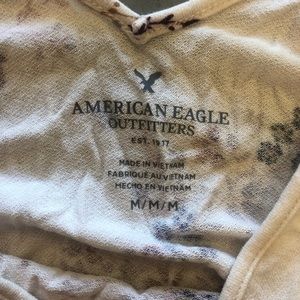 AMERICAN EAGLE
OUTFITTERS
EST. 1977
MADE IN VIETNAM
FABRIQUE AU VIETNAM
HECHO EN VIETNAM
M/M/M